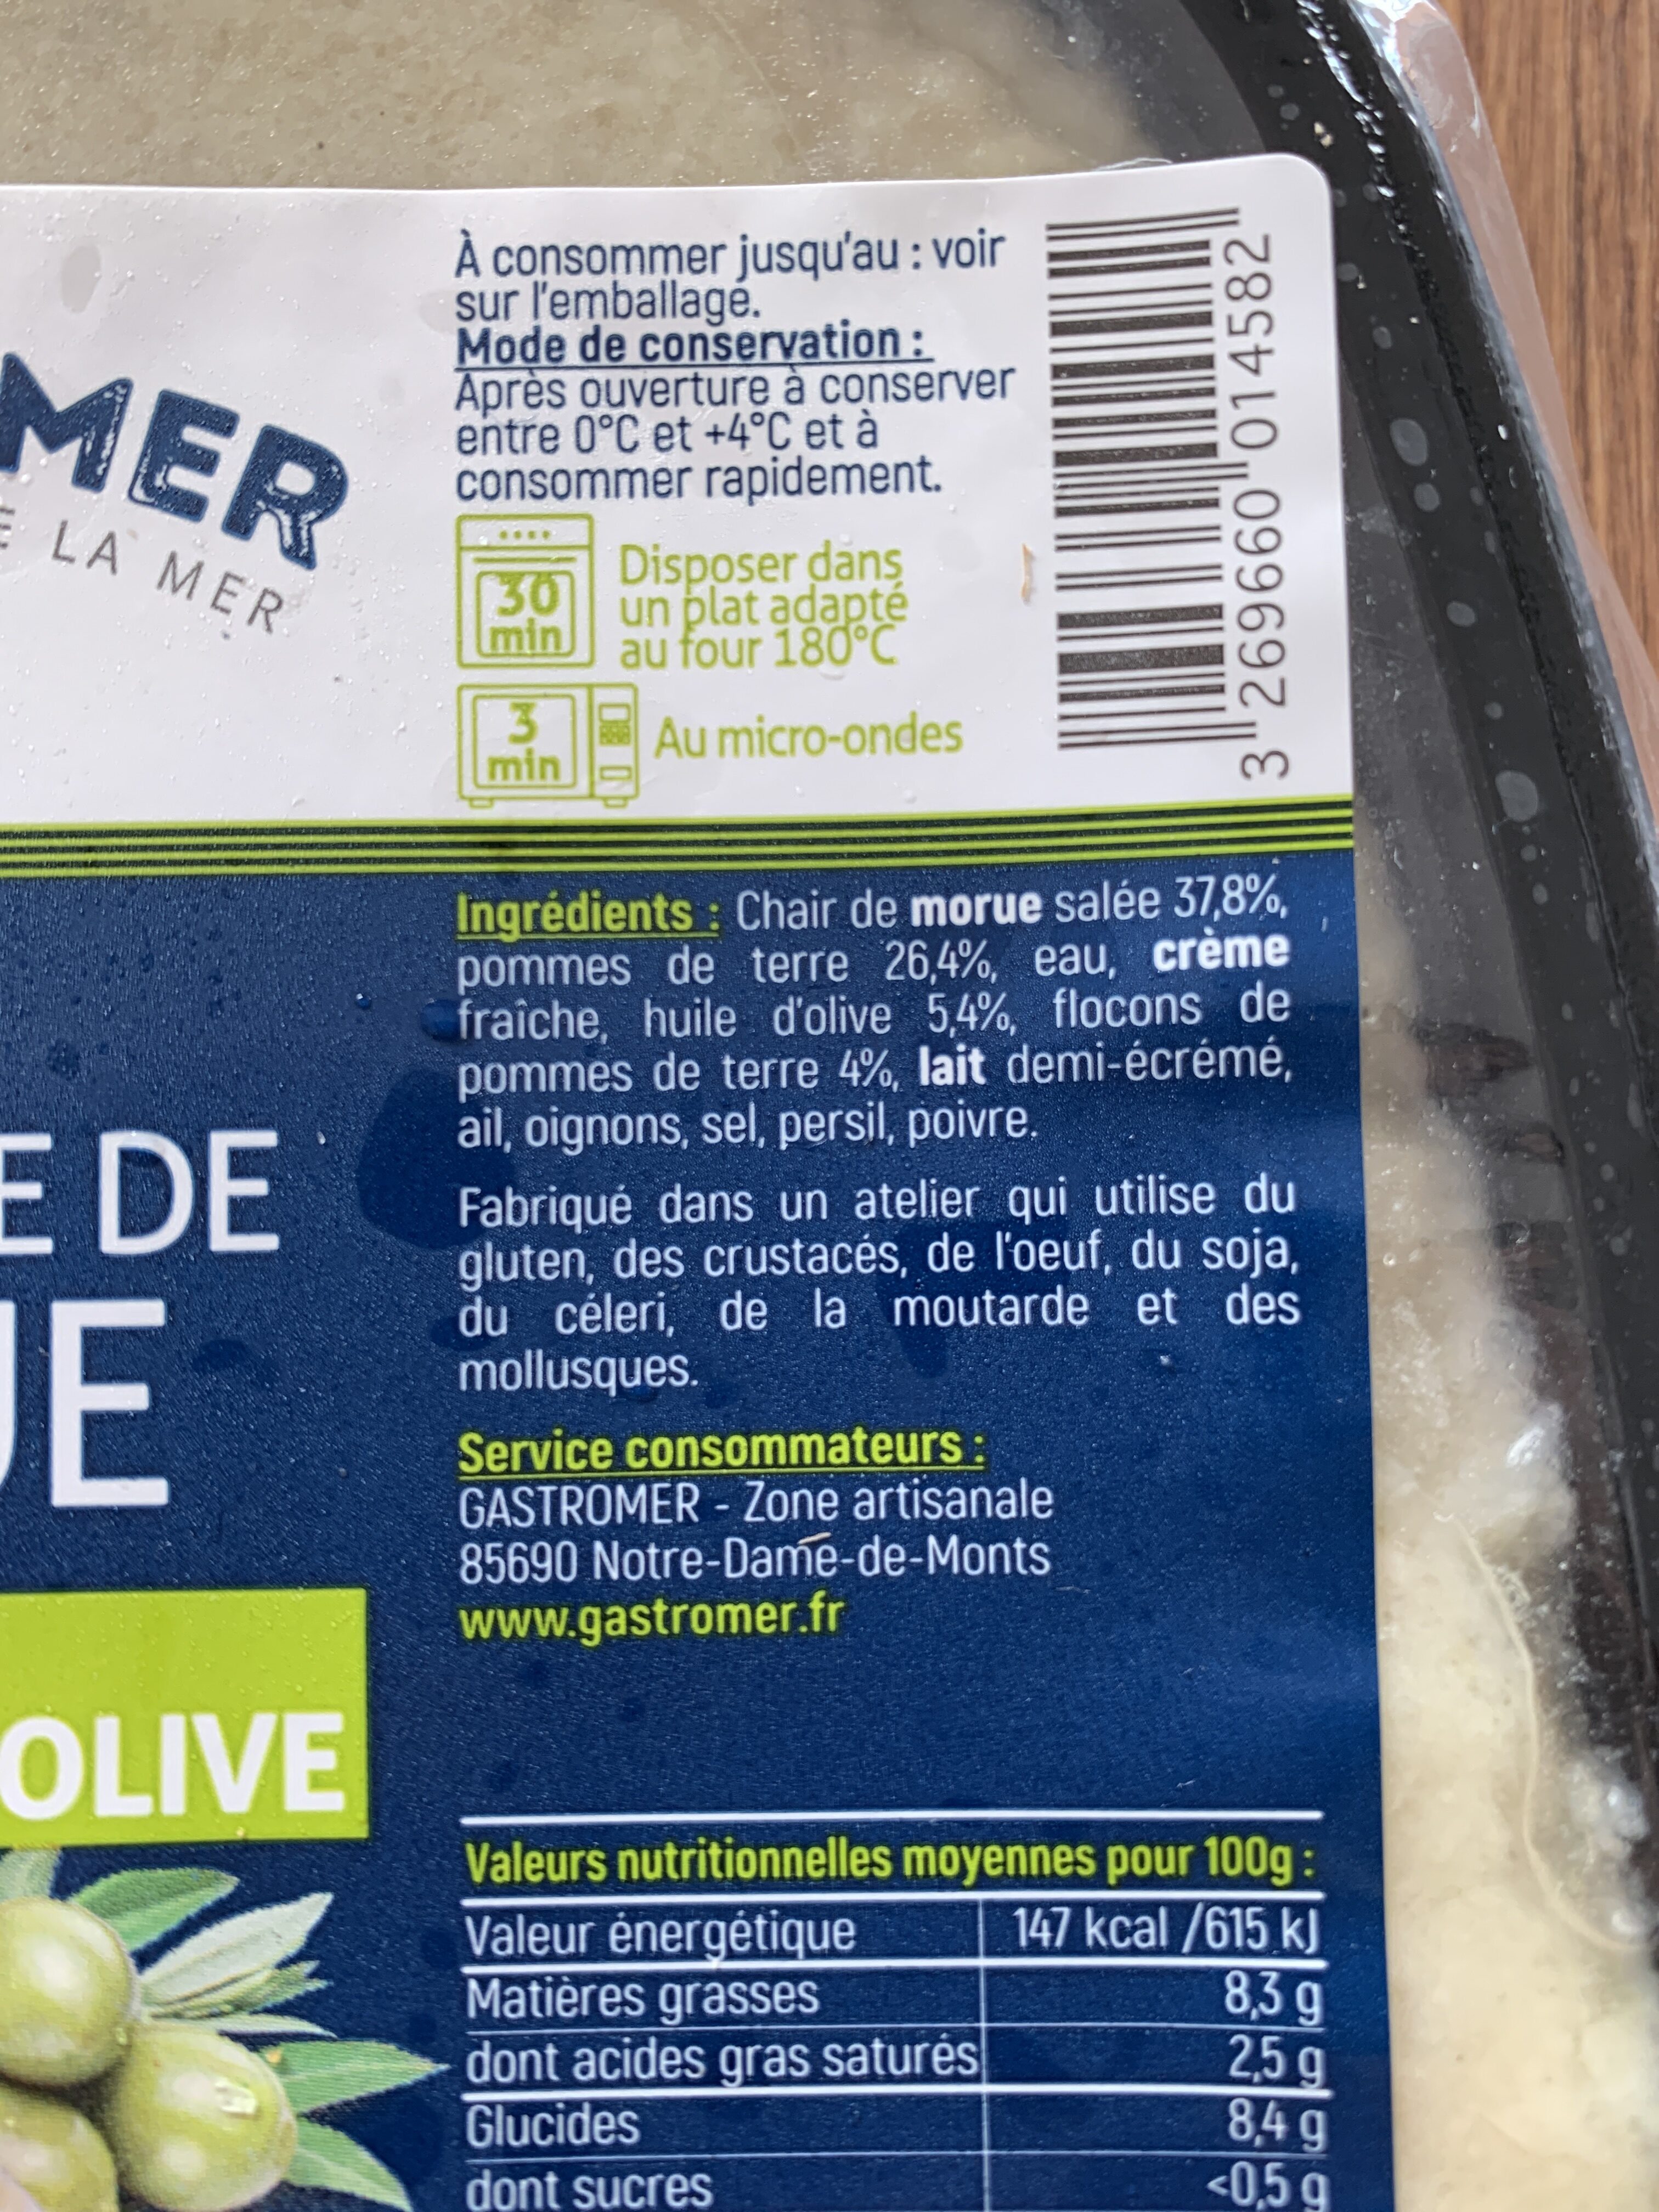 MER
LA MER
À consommer jusqu'au : voir
sur l'emballage.
Mode de conservation :
Après ouverture à conserver
entre 0°C et +4°C et à
consommer rapidement.
30
min
Disposer dans
un plat adapté
au four 180°C
3
min
Au micro-ondes
3 269660 014582
E DE
UE
OLIVE
Ingrédients : Chair de morue salée 37,8%,
pommes de terre 26,4%, eau, crème
fraîche, huile d'olive 5,4%, flocons de
pommes de terre 4%, lait demi-écrémé,
ail, oignons, sel, persil, poivre.
Fabriqué dans un atelier qui utilise du
gluten, des crustacés, de l'oeuf, du soja,
du céleri, de la moutarde et des
mollusques.
Service consommateurs :
GASTROMER - Zone artisanale
85690 Notre-Dame-de-Monts
www.gastromer.fr
Valeurs nutritionnelles moyennes pour 100g :
Valeur énergétique 147 kcal /615 kJ
Matières grasses 8,3 g
dont acides gras saturés 2,5 g
Glucides 8,4 g
dont sucres <0,5 g